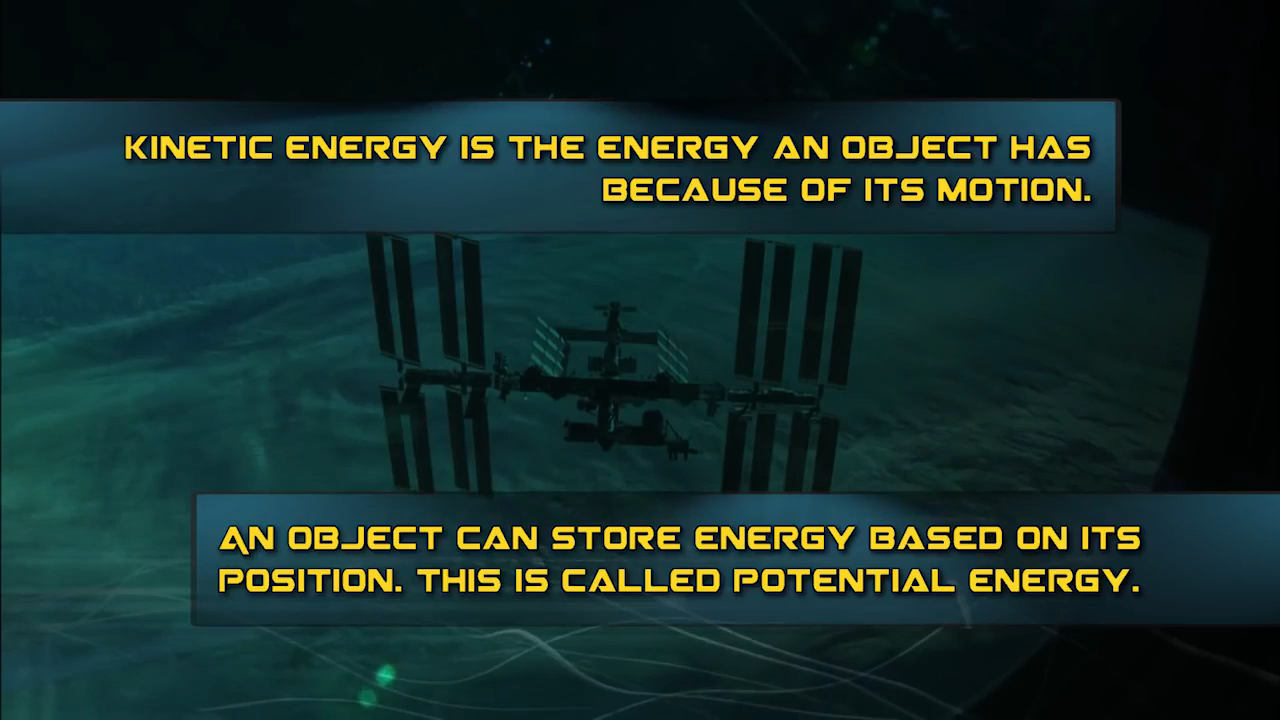 KINETIC ENERGY IS THE ENERGY AN OBJECT HAS
BECAUSE OF ITS MOTION.
AN OBJECT CAN STORE ENERGY BASED ON ITS
POSITION. THIS IS CALLED POTENTIAL ENERGY.